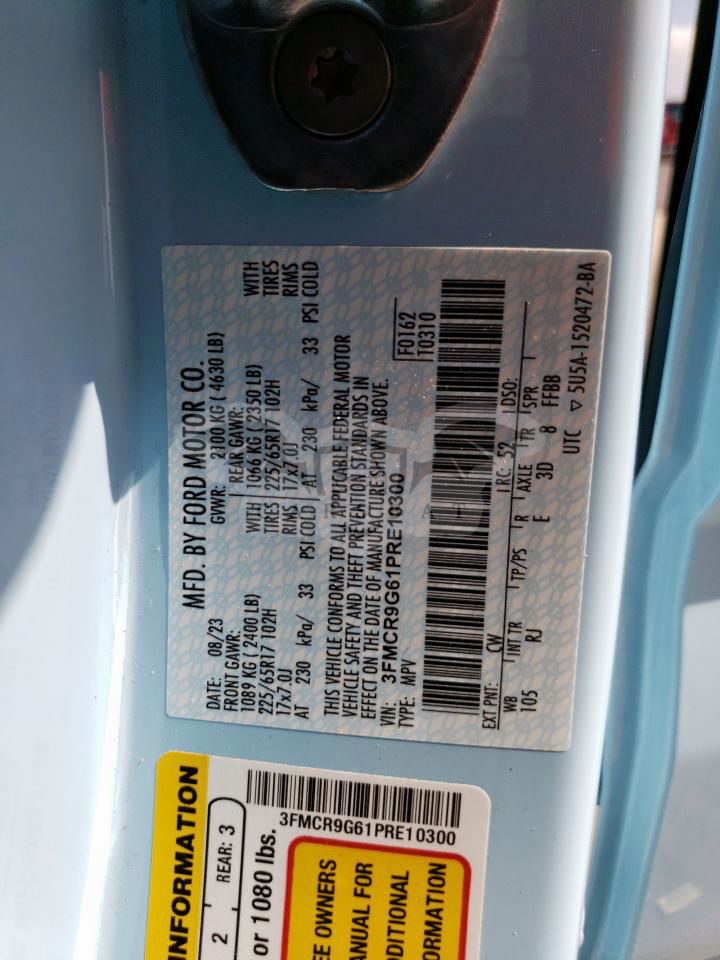 MFD. BY FORD MOTOR CO.
DATE: 08/23 GVWR: 2100 KG ( 4630 LB)
FRONT GAWR: REAR GAWR:
1089 KG ( 2400 LB) WITH 1066 KG ( 2350 LB) WITH
225/65R17 102H TIRES 225/65R17 102H TIRES
17x7.0J RIMS 17x7.0J RIMS
AT 230 kPa/ 33 PSI COLD AT 230 kPa/ 33 PSI COLD
THIS VEHICLE CONFORMS TO ALL APPLICABLE FEDERAL MOTOR
VEHICLE SAFETY AND THEFT PREVENTION STANDARDS IN
EFFECT ON THE DATE OF MANUFACTURE SHOWN ABOVE.
VIN: 3FMCR9G61PRE10300 F0162
TYPE: MPV T0310
EXT PNT: CW RC: 52 DSO:
WB INT TR TP/PS R AXLE TR SPR
105 RJ E 3D 8 FFBB
UTC ▽ 5U5A-1520472-BA
INFORMATION
2 REAR: 3
or 1080 lbs.
3FMCR9G61PRE10300
EE OWNERS
ANUAL FOR
DDITIONAL
ORMATION